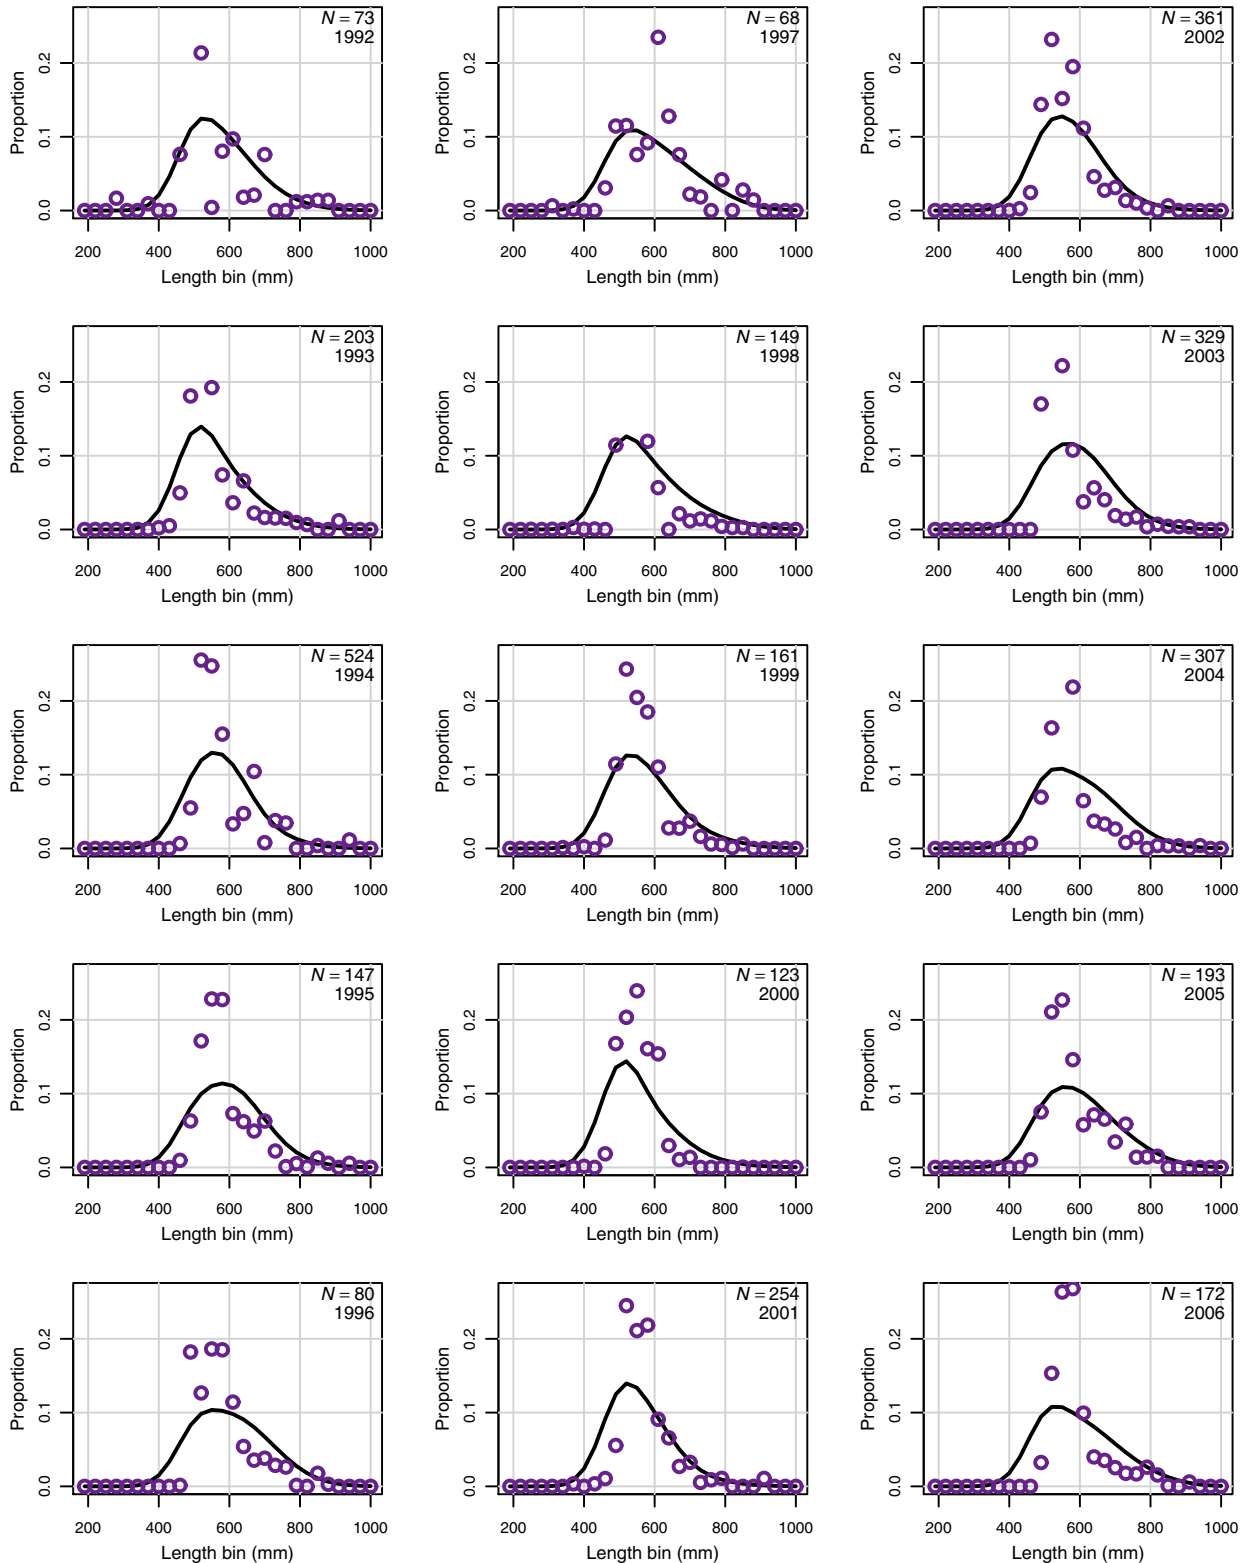 N = 73
1992
Proportion
0.0
0.1
0.2
200 400 600 800 1000
Length bin (mm)
N = 68
1997
Proportion
0.0
0.1
0.2
200 400 600 800 1000
Length bin (mm)
N = 361
2002
Proportion
0.0
0.1
0.2
200 400 600 800 1000
Length bin (mm)
N = 203
1993
Proportion
0.0
0.1
0.2
200 400 600 800 1000
Length bin (mm)
N = 149
1998
Proportion
0.0
0.1
0.2
200 400 600 800 1000
Length bin (mm)
N = 329
2003
Proportion
0.0
0.1
0.2
200 400 600 800 1000
Length bin (mm)
N = 524
1994
Proportion
0.0
0.1
0.2
200 400 600 800 1000
Length bin (mm)
N = 161
1999
Proportion
0.0
0.1
0.2
200 400 600 800 1000
Length bin (mm)
N = 307
2004
Proportion
0.0
0.1
0.2
200 400 600 800 1000
Length bin (mm)
N = 147
1995
Proportion
0.0
0.1
0.2
200 400 600 800 1000
Length bin (mm)
N = 123
2000
Proportion
0.0
0.1
0.2
200 400 600 800 1000
Length bin (mm)
N = 193
2005
Proportion
0.0
0.1
0.2
200 400 600 800 1000
Length bin (mm)
N = 80
1996
Proportion
0.0
0.1
0.2
200 400 600 800 1000
Length bin (mm)
N = 254
2001
Proportion
0.0
0.1
0.2
200 400 600 800 1000
Length bin (mm)
N = 172
2006
Proportion
0.0
0.1
0.2
200 400 600 800 1000
Length bin (mm)